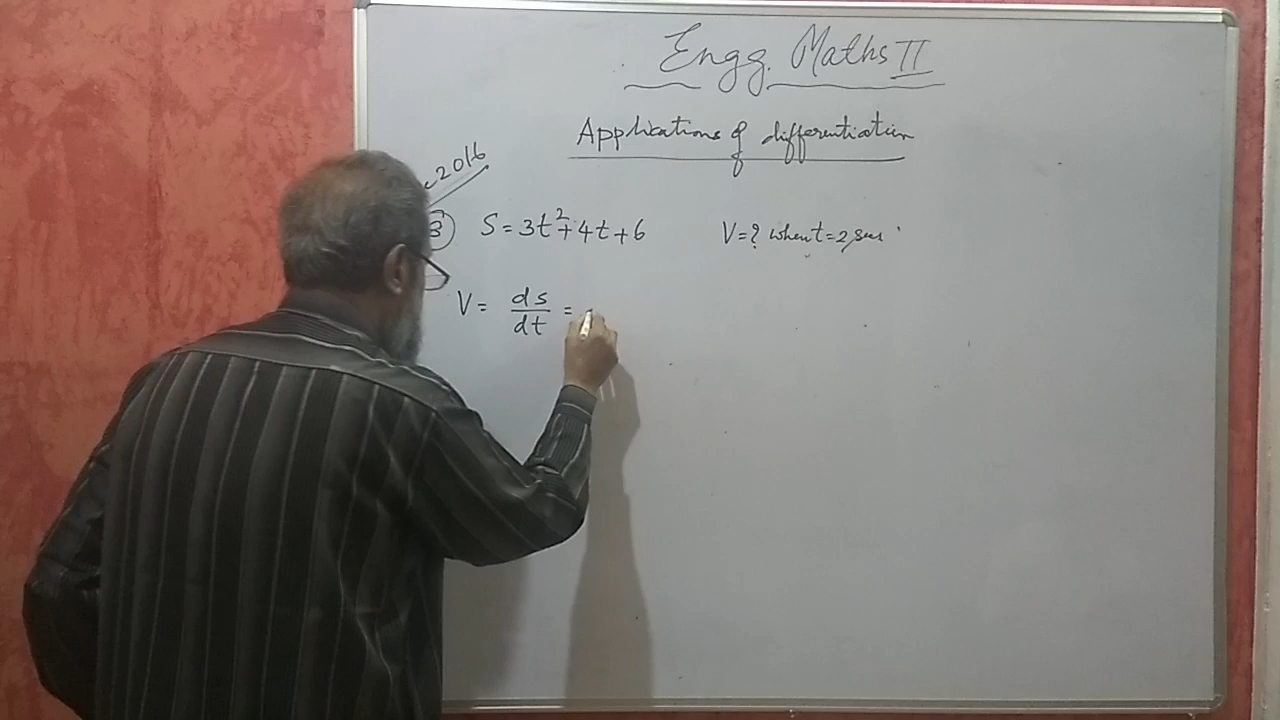 Engg. Maths II
Applications of differentiation
2016
3 S = 3t²+4t+6 V=? when t=2 sec
V = ds/dt =